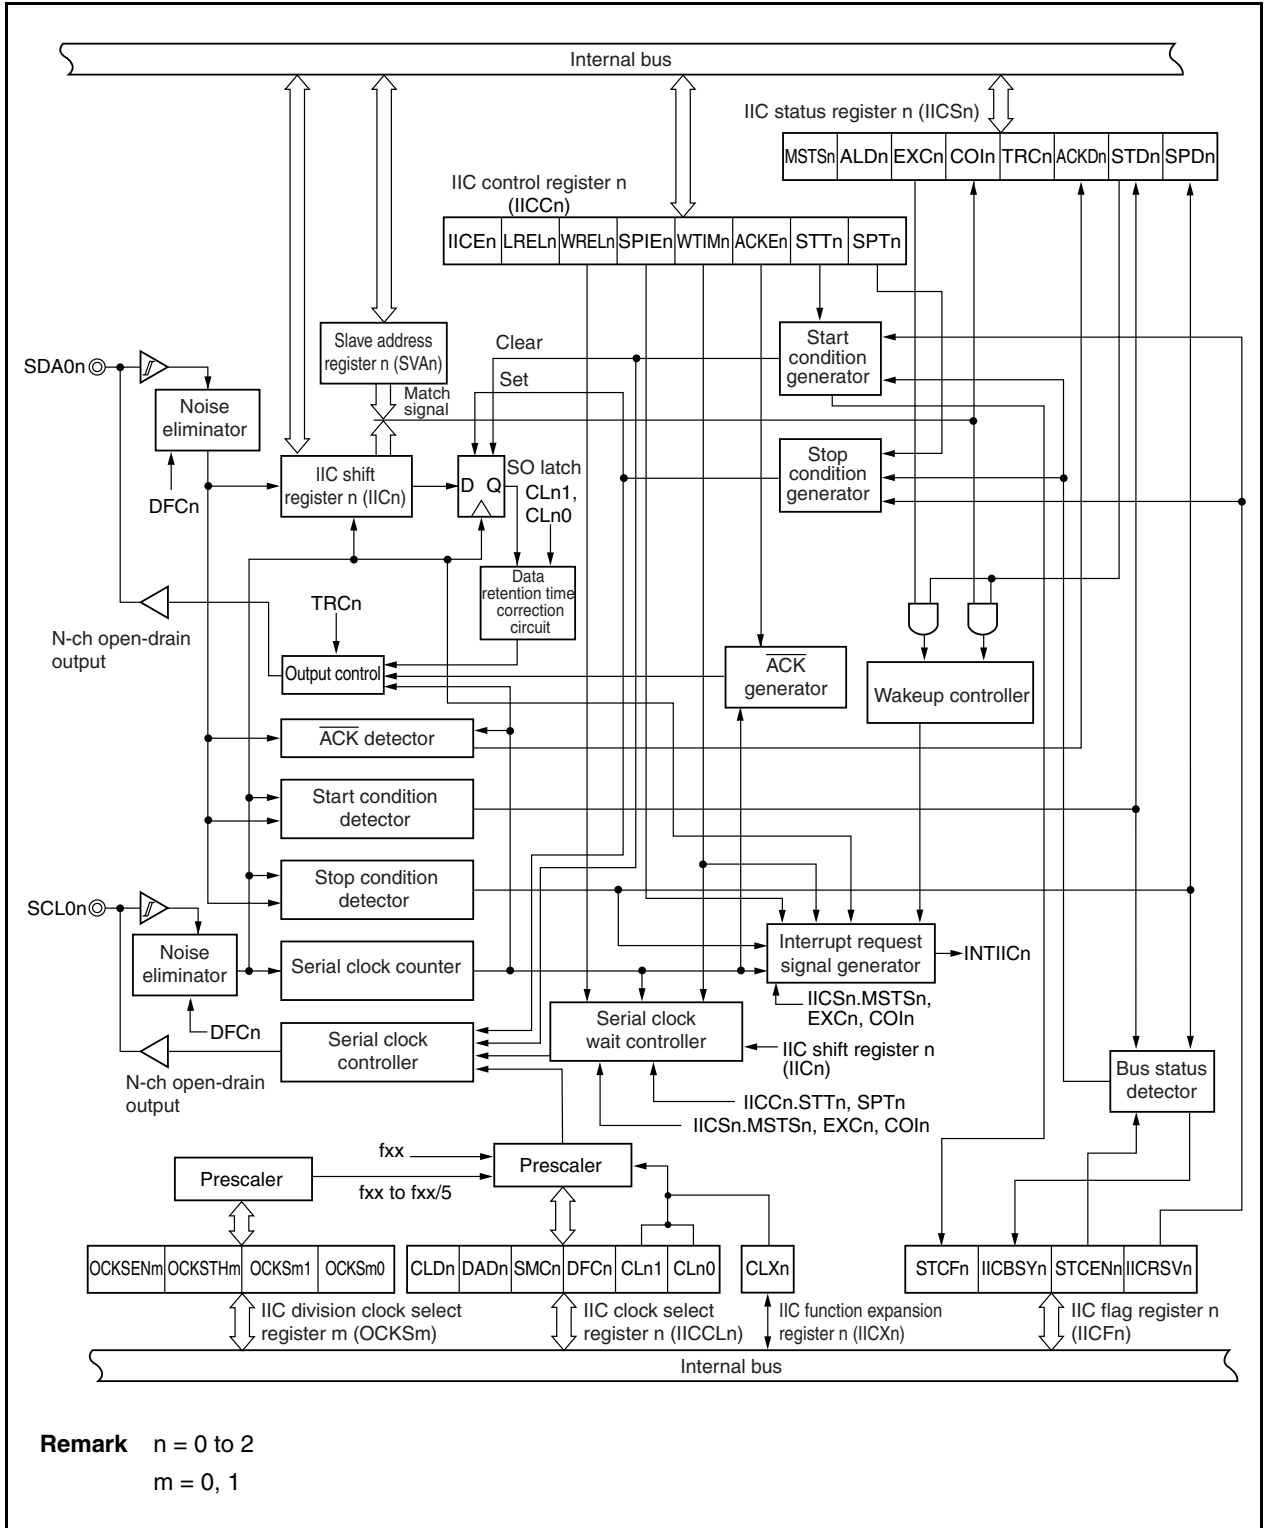 Internal bus
IIC status register n (IICSn)
MSTSn ALDn EXCn COIn TRCn ACKDn STDn SPDn
IIC control register n
(IICCn)
IICEn LRELn WRELn SPIEn WTIMn ACKEn STTn SPTn
Slave address
register n (SVAn)
Clear
Start
condition
generator
SDA0n
Set
Match
signal
Noise
eliminator
Stop
condition
generator
IIC shift
register n (IICn)
D Q
SO latch
CLn1,
CLn0
DFCn
Data
retention time
correction
circuit
TRCn
N-ch open-drain
output
Output control
ACK
generator
Wakeup controller
ACK detector
Start condition
detector
Stop condition
detector
SCL0n
Noise
eliminator
Serial clock counter
Interrupt request
signal generator
INTIICn
IICSn.MSTSn,
EXCn, COIn
DFCn
Serial clock
controller
Serial clock
wait controller
IIC shift register n
(IICn)
N-ch open-drain
output
Bus status
detector
IICCn.STTn, SPTn
IICSn.MSTSn, EXCn, COIn
fxx
Prescaler
Prescaler
fxx to fxx/5
OCKSENm OCKSTHm OCKSm1 OCKSm0
CLDn DADn SMCn DFCn CLn1 CLn0
CLXn
STCFn IICBSYn STCENn IICRSVn
IIC division clock select
register m (OCKSm)
IIC clock select
register n (IICCLn)
IIC function expansion
register n (IICXn)
IIC flag register n
(IICFn)
Internal bus
Remark n = 0 to 2
m = 0, 1